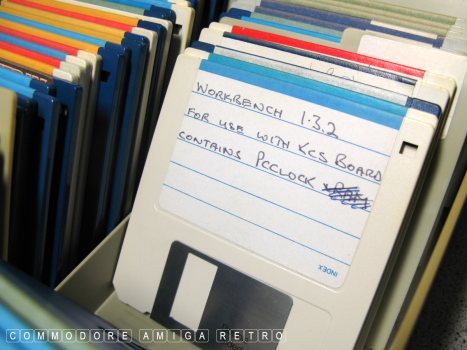 WORKBENCH 1.3.2
FOR USE WITH KCS BOARD
CONTAINS PCCLOCK
INDEX
COMMODORE AMIGA RETRO